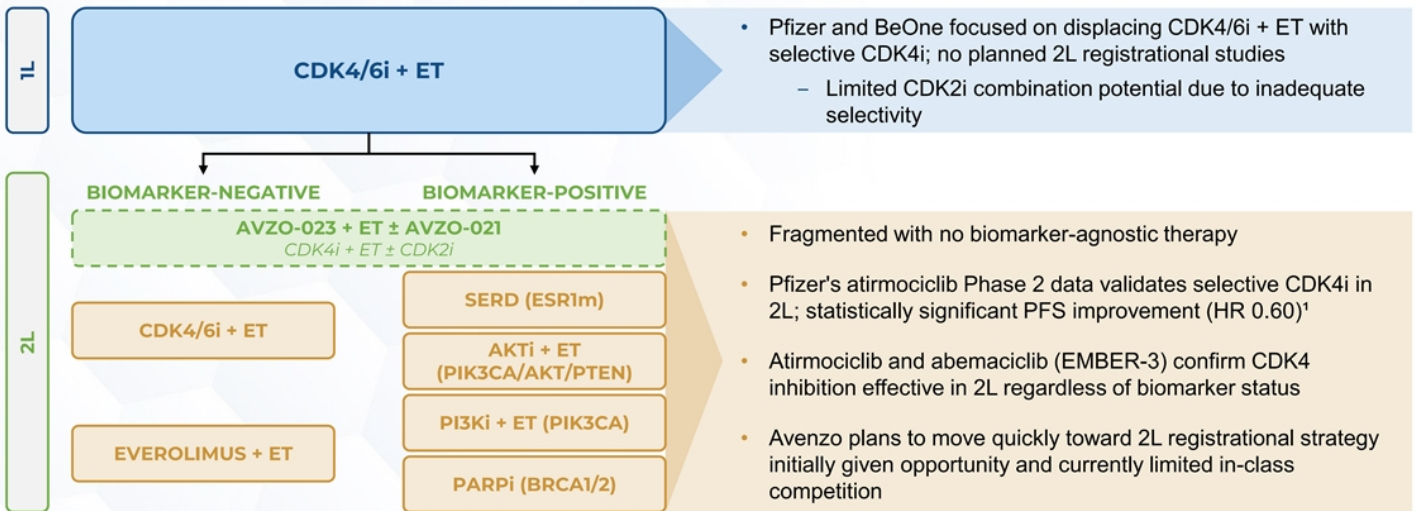 1L
CDK4/6i + ET
• Pfizer and BeOne focused on displacing CDK4/6i + ET with
selective CDK4i; no planned 2L registrational studies
– Limited CDK2i combination potential due to inadequate
selectivity
2L
BIOMARKER-NEGATIVE
BIOMARKER-POSITIVE
AVZO-023 + ET ± AVZO-021
CDK4i + ET ± CDK2i
CDK4/6i + ET
EVEROLIMUS + ET
SERD (ESR1m)
AKTi + ET
(PIK3CA/AKT/PTEN)
PI3Ki + ET (PIK3CA)
PARPi (BRCA1/2)
• Fragmented with no biomarker-agnostic therapy
• Pfizer's atirmociclib Phase 2 data validates selective CDK4i in
2L; statistically significant PFS improvement (HR 0.60)¹
• Atirmociclib and abemaciclib (EMBER-3) confirm CDK4
inhibition effective in 2L regardless of biomarker status
• Avenzo plans to move quickly toward 2L registrational strategy
initially given opportunity and currently limited in-class
competition